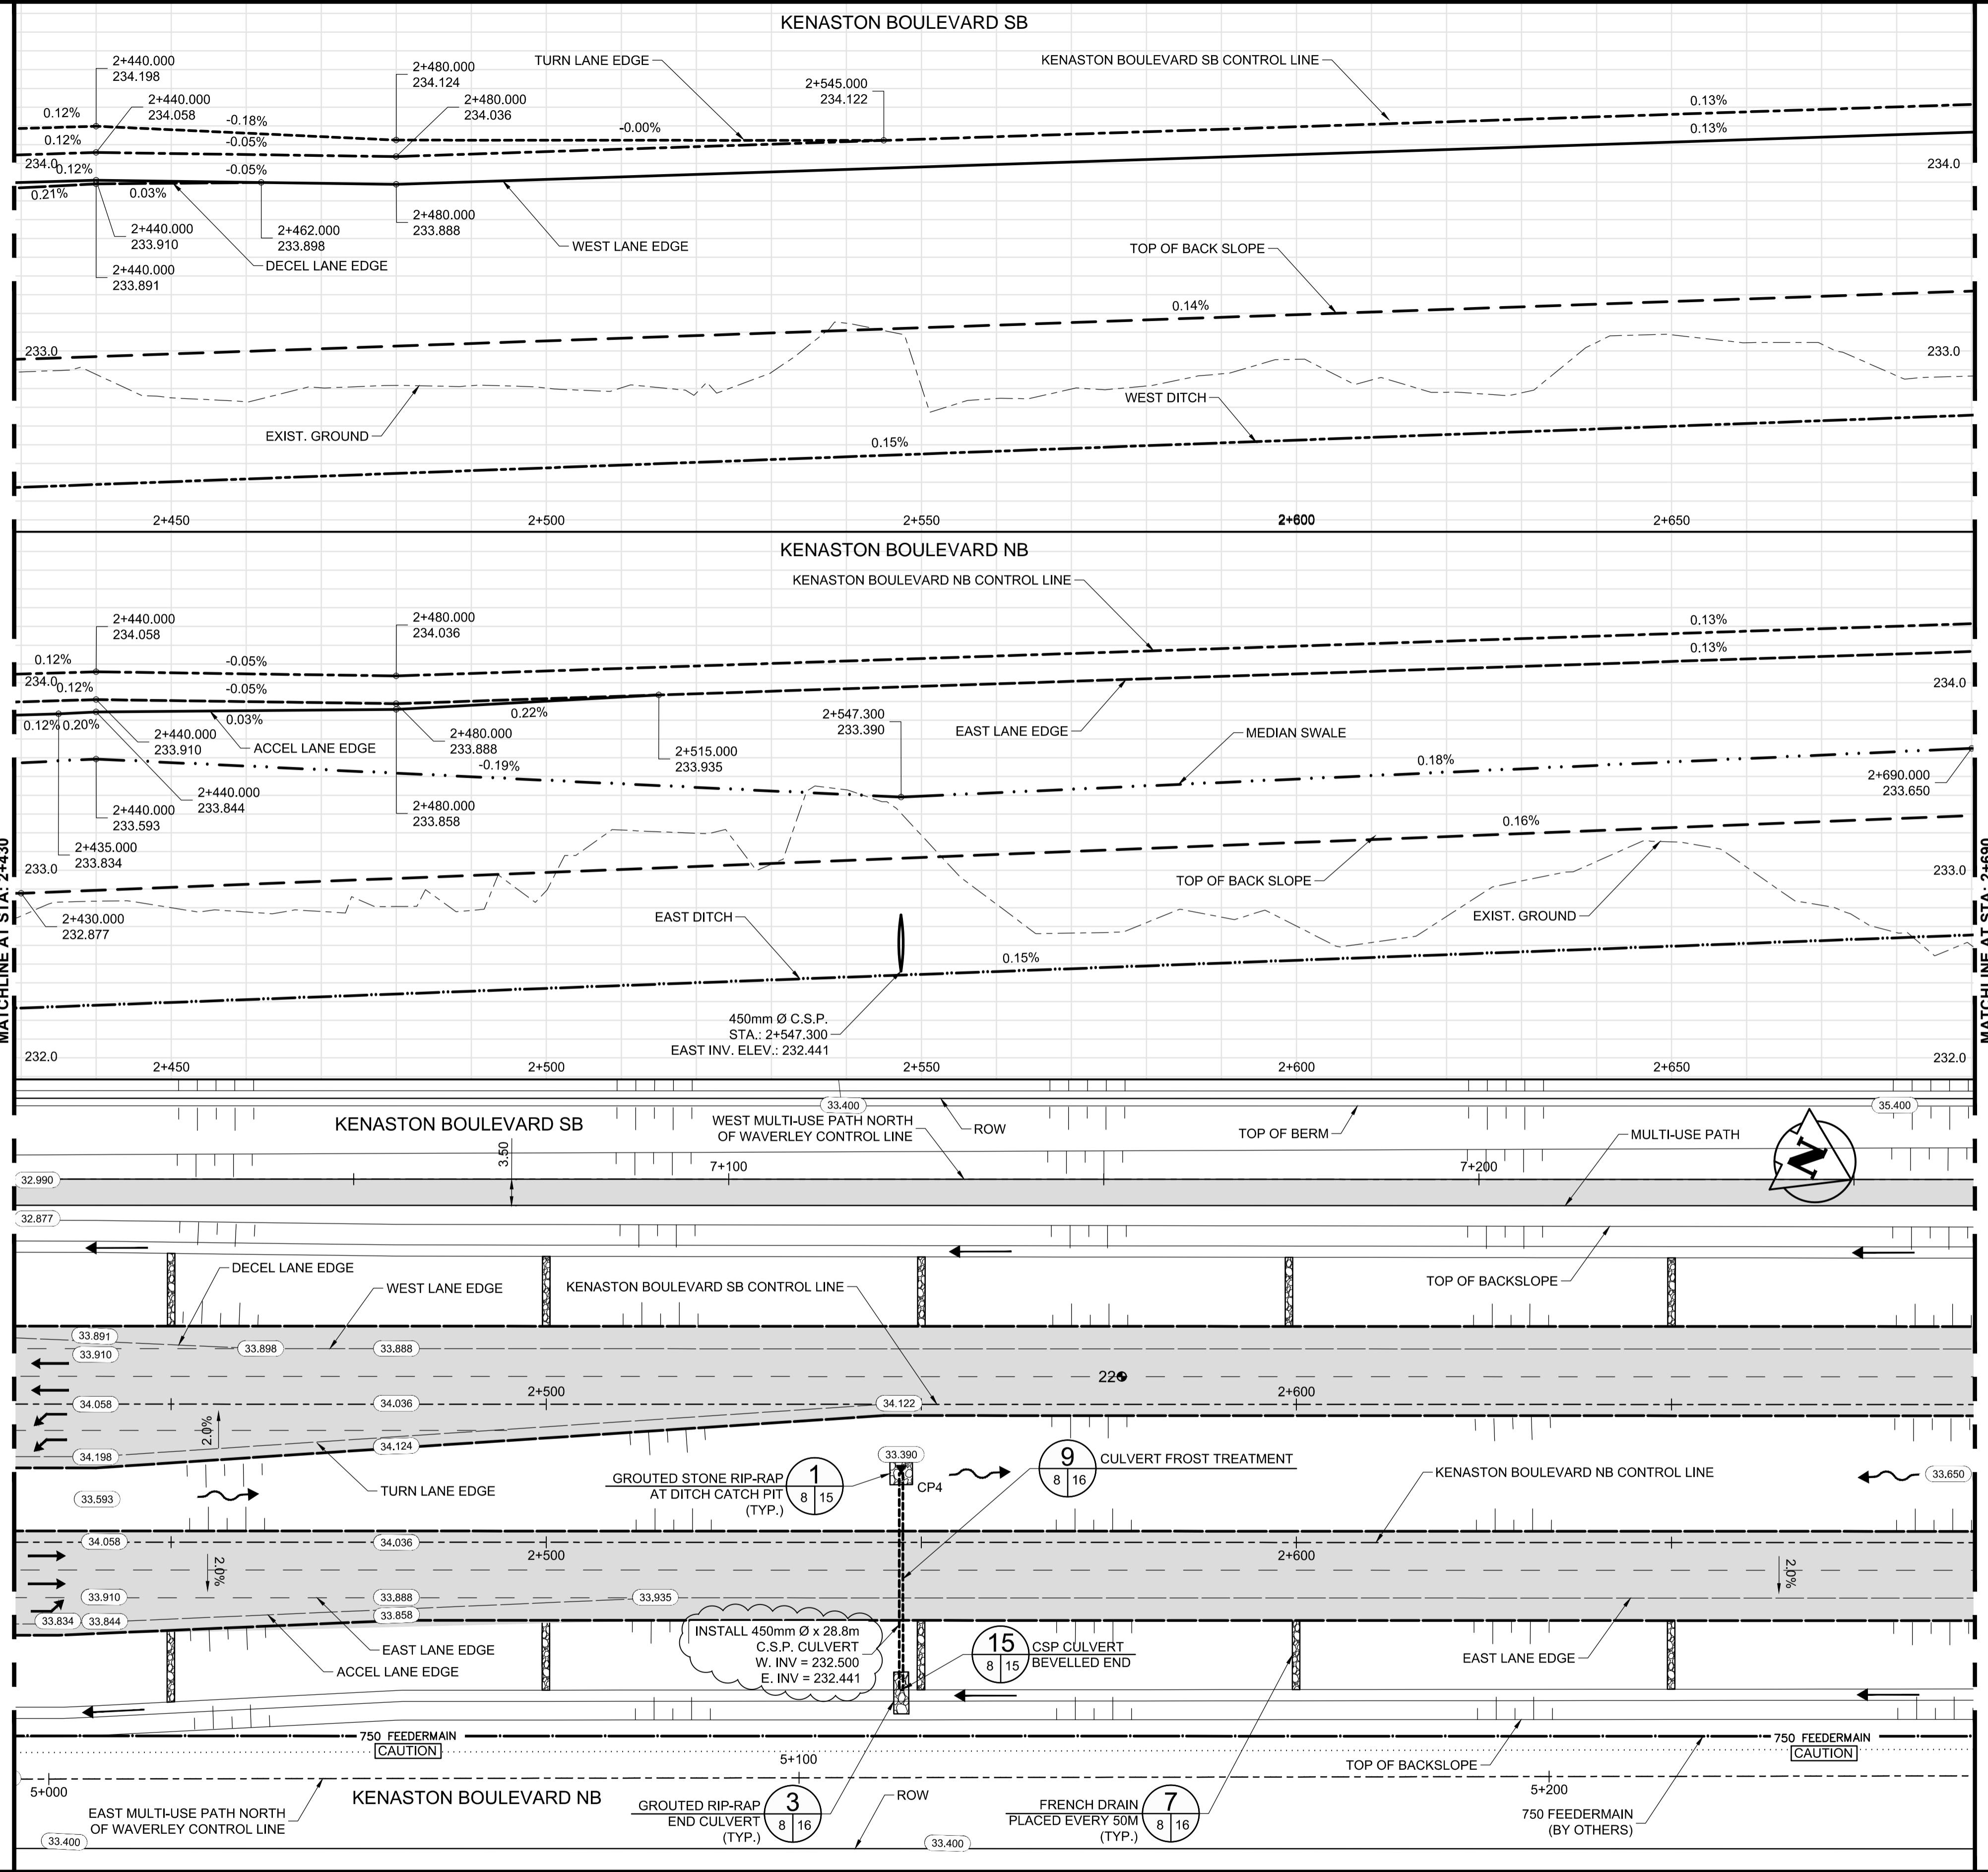 KENASTON BOULEVARD SB
TURN LANE EDGE
KENASTON BOULEVARD SB CONTROL LINE
2+440.000
234.198
2+440.000
234.058
2+480.000
234.124
2+480.000
234.036
2+545.000
234.122
0.12%
-0.18%
-0.00%
0.13%
0.12%
-0.05%
0.13%
234.0
0.12%
-0.05%
234.0
0.21%
0.03%
2+440.000
233.910
2+462.000
233.898
2+480.000
233.888
WEST LANE EDGE
DECEL LANE EDGE
2+440.000
233.891
TOP OF BACK SLOPE
0.14%
233.0
233.0
WEST DITCH
EXIST. GROUND
0.15%
2+450
2+500
2+550
2+600
2+650
KENASTON BOULEVARD NB
KENASTON BOULEVARD NB CONTROL LINE
2+440.000
234.058
2+480.000
234.036
0.13%
0.12%
-0.05%
0.13%
234.0
0.12%
-0.05%
234.0
0.12%
0.20%
0.03%
0.22%
2+440.000
233.910
ACCEL LANE EDGE
2+480.000
233.888
2+515.000
233.935
2+547.300
233.390
EAST LANE EDGE
MEDIAN SWALE
-0.19%
0.18%
2+690.000
233.650
2+440.000
233.844
2+440.000
233.593
2+480.000
233.858
2+435.000
233.834
0.16%
233.0
233.0
TOP OF BACK SLOPE
2+430.000
232.877
EAST DITCH
EXIST. GROUND
0.15%
450mm Ø C.S.P.
STA.: 2+547.300
EAST INV. ELEV.: 232.441
232.0
232.0
2+450
2+500
2+550
2+600
2+650
MATCHLINE AT STA: 2+430
MATCHLINE AT STA: 2+690
33.400
35.400
KENASTON BOULEVARD SB
WEST MULTI-USE PATH NORTH
OF WAVERLEY CONTROL LINE
ROW
TOP OF BERM
MULTI-USE PATH
N
3.50
7+100
7+200
32.990
32.877
DECEL LANE EDGE
WEST LANE EDGE
KENASTON BOULEVARD SB CONTROL LINE
TOP OF BACKSLOPE
33.891
33.910
33.898
33.888
22
2+500
2+600
34.058
34.036
34.122
2.0%
34.198
34.124
TURN LANE EDGE
33.593
GROUTED STONE RIP-RAP
AT DITCH CATCH PIT
(TYP.)
1
8 15
33.390
CP4
9
8 16
CULVERT FROST TREATMENT
KENASTON BOULEVARD NB CONTROL LINE
33.650
34.058
34.036
2+500
2+600
2.0%
2.0%
33.910
33.888
33.935
33.834
33.844
33.858
EAST LANE EDGE
ACCEL LANE EDGE
INSTALL 450mm Ø x 28.8m
C.S.P. CULVERT
W. INV = 232.500
E. INV = 232.441
15
8 15
CSP CULVERT
BEVELLED END
EAST LANE EDGE
750 FEEDERMAIN
CAUTION
750 FEEDERMAIN
CAUTION
5+000
5+100
5+200
TOP OF BACKSLOPE
EAST MULTI-USE PATH NORTH
OF WAVERLEY CONTROL LINE
KENASTON BOULEVARD NB
GROUTED RIP-RAP
END CULVERT
(TYP.)
3
8 16
ROW
FRENCH DRAIN
PLACED EVERY 50M
(TYP.)
7
8 16
750 FEEDERMAIN
(BY OTHERS)
33.400
33.400